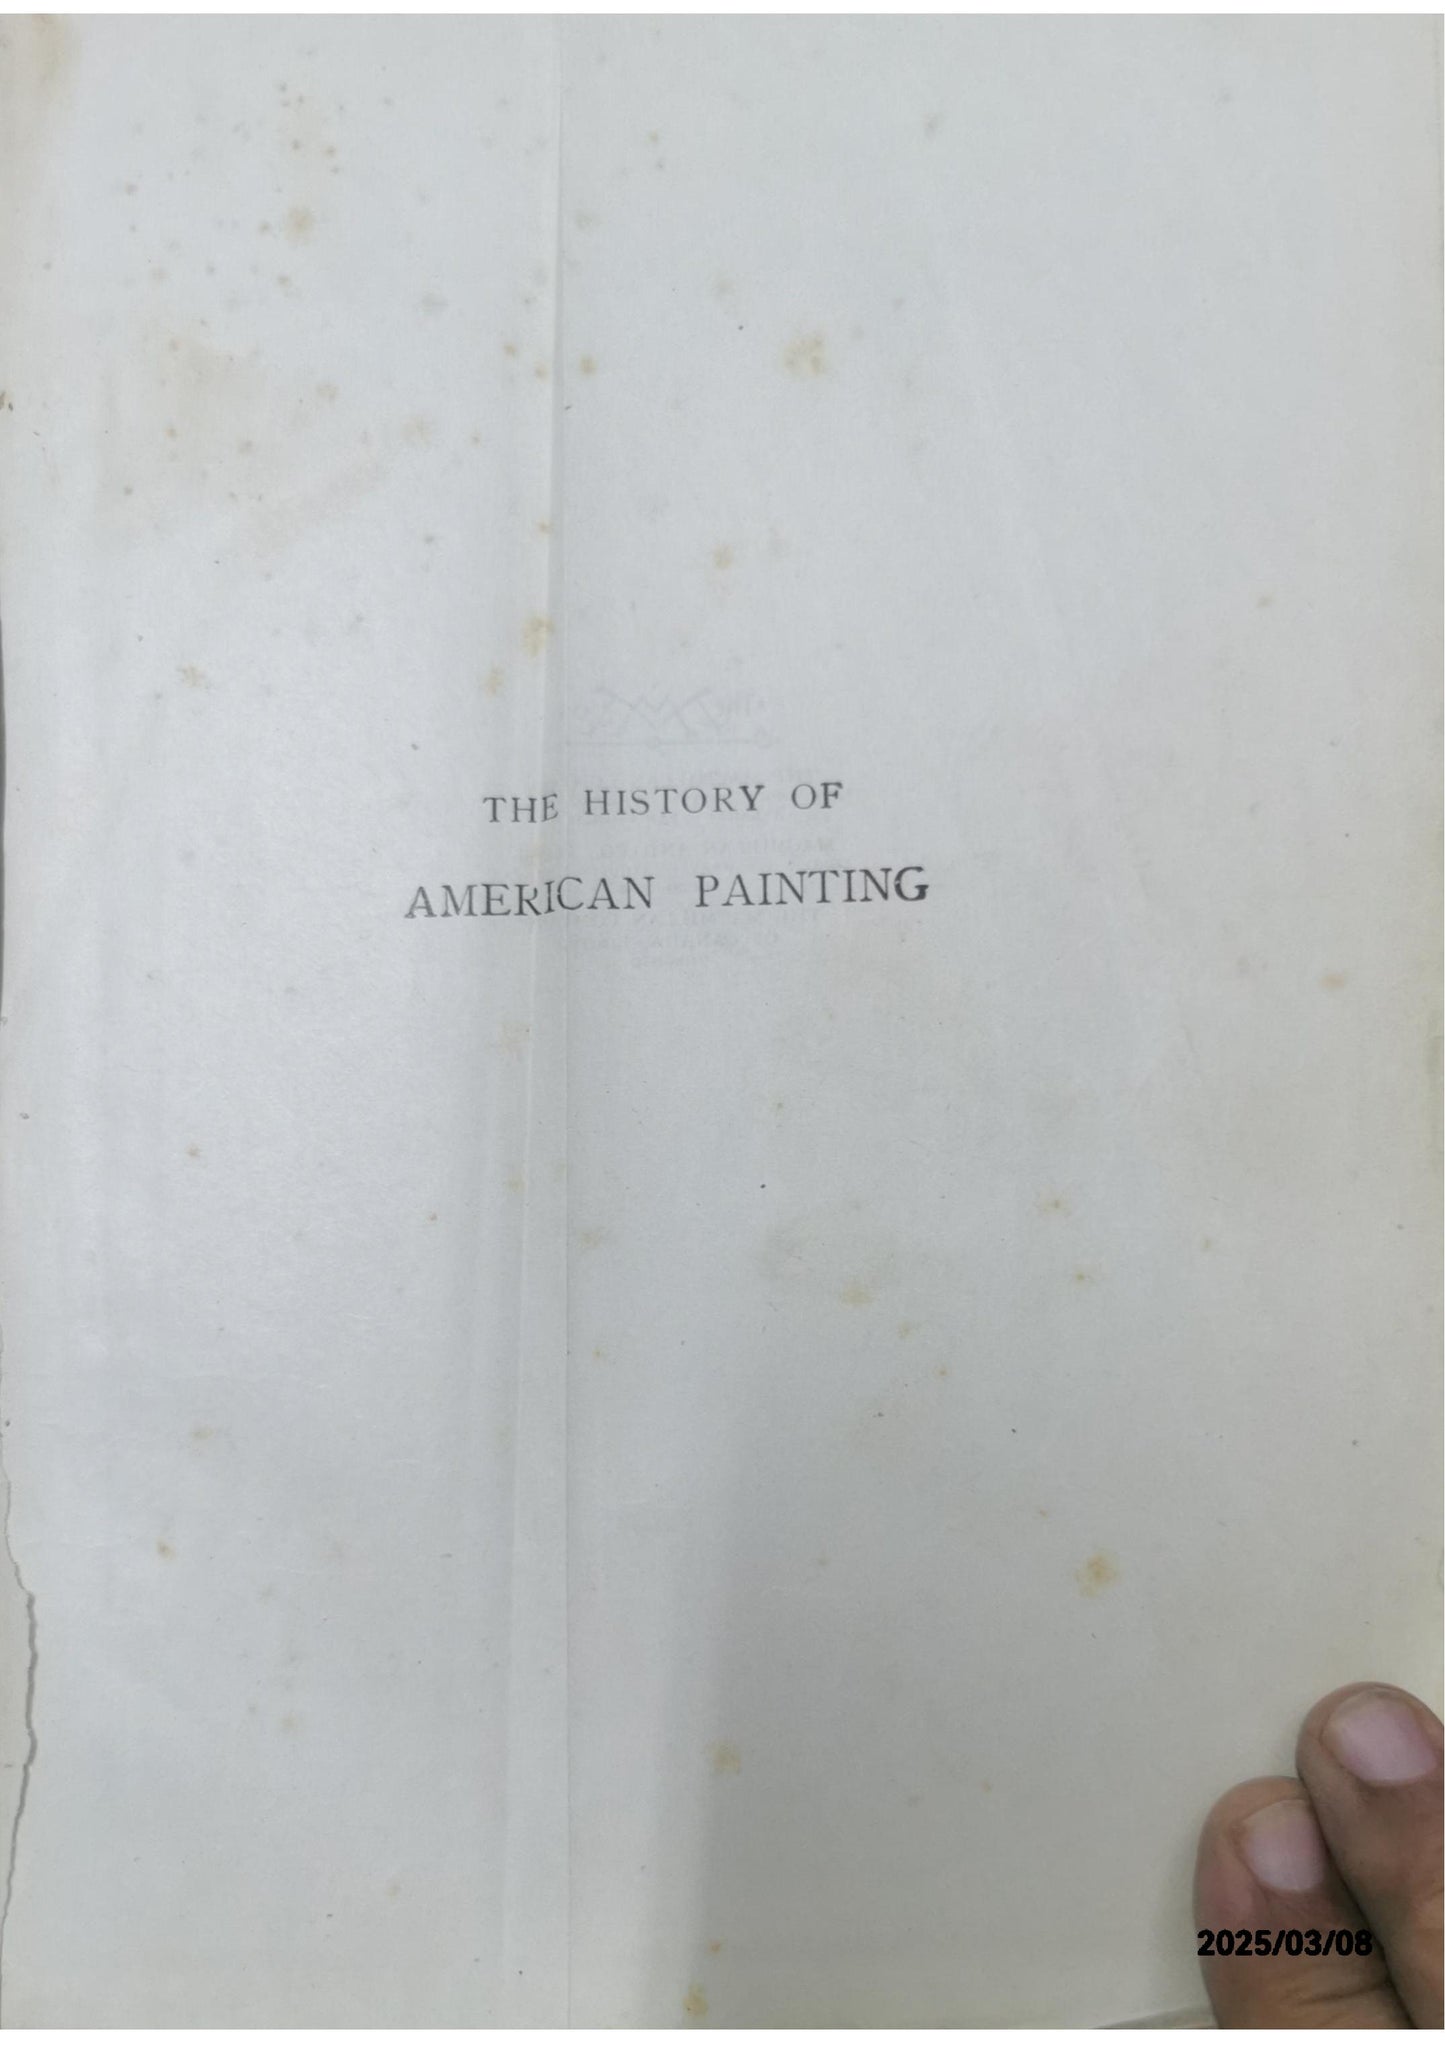 THE HISTORY OF
AMERICAN PAINTING
2025/03/08